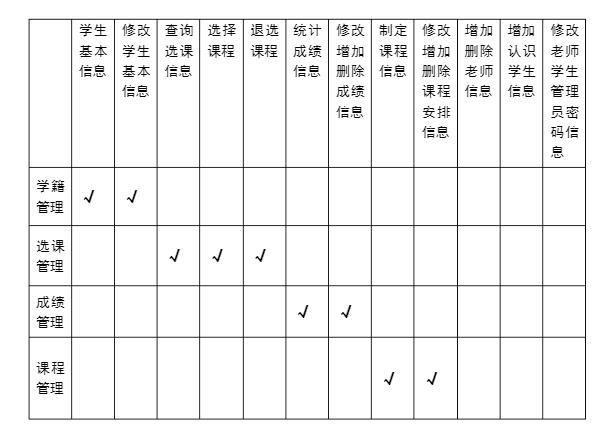 学生
基本
信息
修改
学生
基本
信息
查询
选课
信息
选择
课程
退选
课程
统计
成绩
信息
修改
增加
删除
成绩
信息
制定
课程
信息
修改
增加
删除
课程
安排
信息
增加
删除
老师
信息
增加
认识
学生
信息
修改
老师
学生
管理
员密
码信
息
学籍
管理
√ √
选课
管理
√ √ √
成绩
管理
√ √
课程
管理
√ √